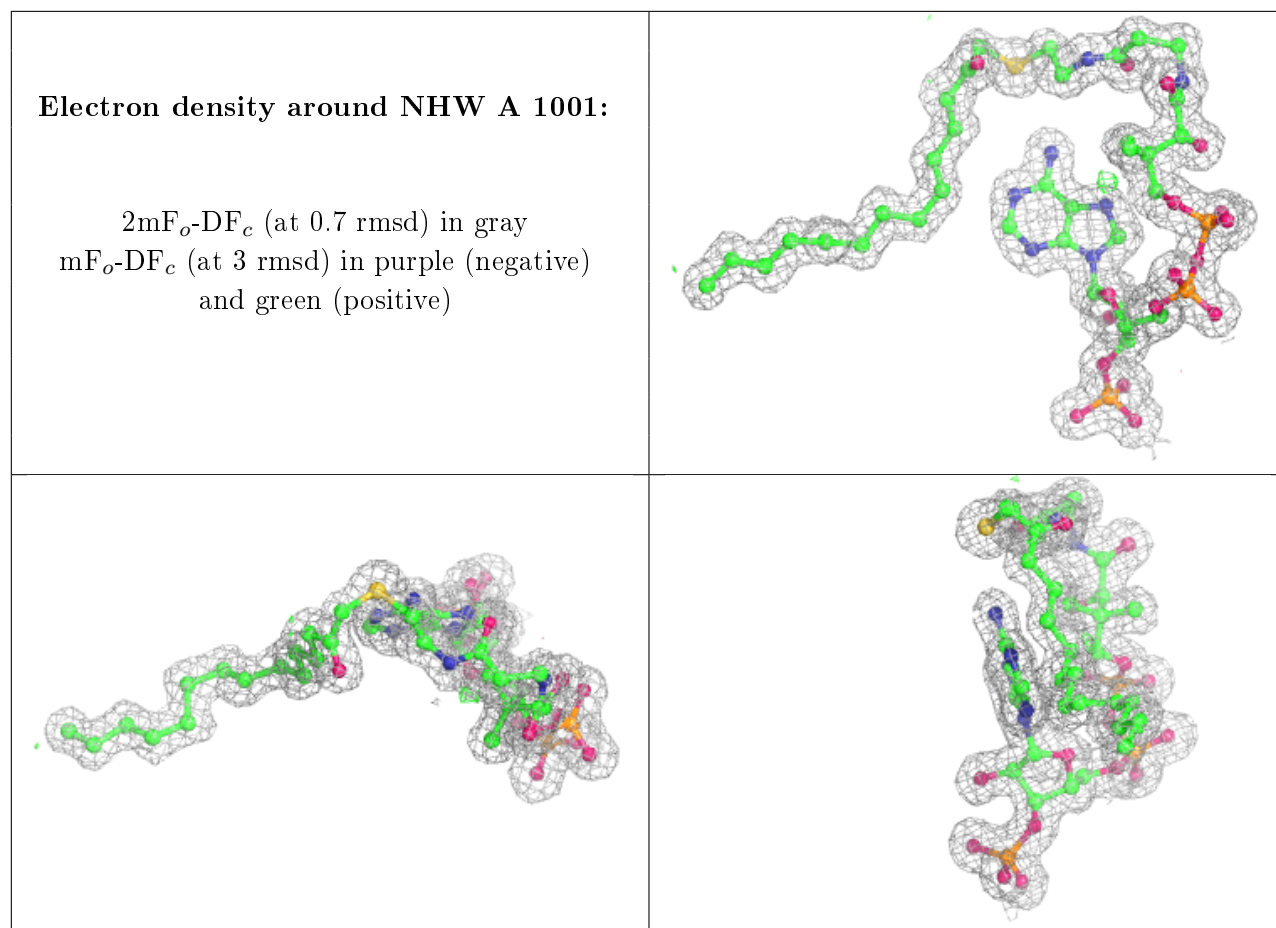 Electron density around NHW A 1001:
2mFo-DFc (at 0.7 rmsd) in gray
mFo-DFc (at 3 rmsd) in purple (negative)
and green (positive)